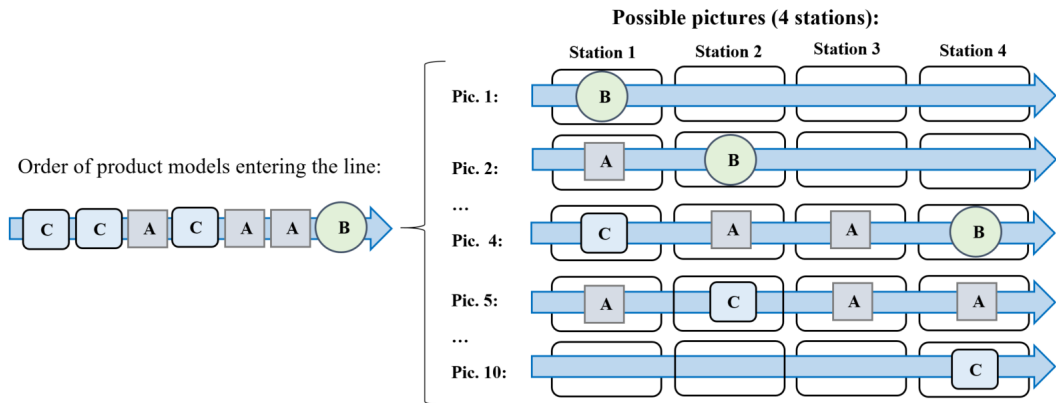 Possible pictures (4 stations):
Station 1 Station 2 Station 3 Station 4
Pic. 1: B
Pic. 2: A B
...
Order of product models entering the line:
C C A C A A B
Pic. 4: C A A B
Pic. 5: A C A A
...
Pic. 10: C